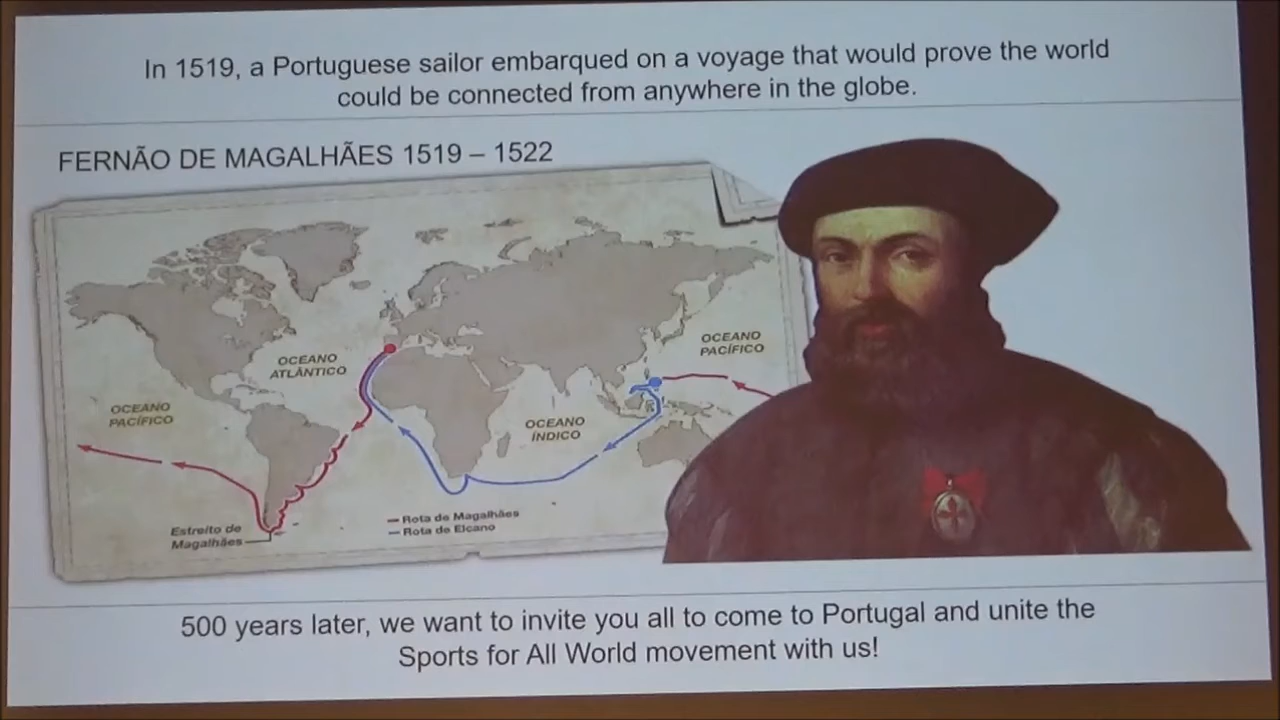 In 1519, a Portuguese sailor embarqued on a voyage that would prove the world
could be connected from anywhere in the globe.
FERNÃO DE MAGALHÃES 1519 – 1522
OCEANO
PACÍFICO
OCEANO
ATLÂNTICO
OCEANO
PACÍFICO
OCEANO
ÍNDICO
Estreito de
Magalhães
Rota de Magalhães
Rota de Elcano
500 years later, we want to invite you all to come to Portugal and unite the
Sports for All World movement with us!